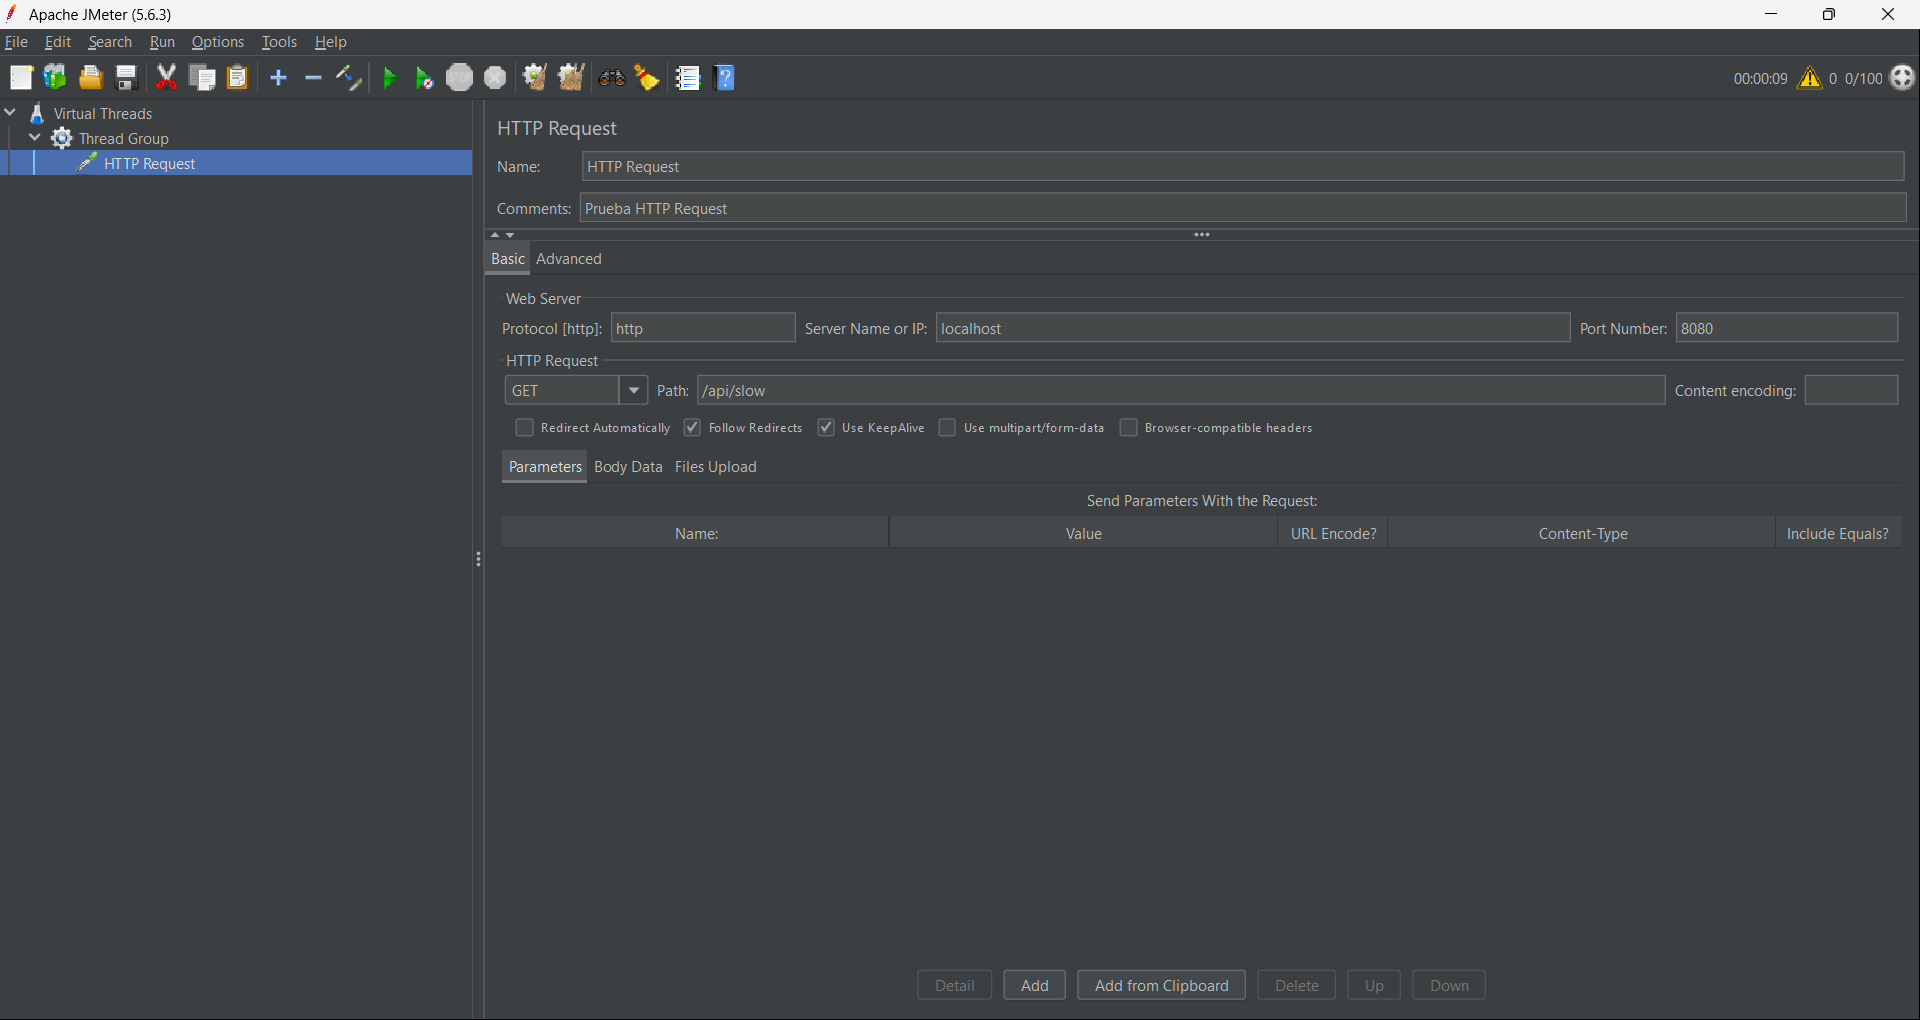 Apache JMeter (5.6.3)
File Edit Search Run Options Tools Help
STOP
00:00:09 0 0/100
Virtual Threads
Thread Group
HTTP Request
HTTP Request
Name: HTTP Request
Comments: Prueba HTTP Request
Basic Advanced
Web Server
Protocol [http]: http Server Name or IP: localhost Port Number: 8080
HTTP Request
GET Path: /api/slow Content encoding:
Redirect Automatically Follow Redirects Use KeepAlive Use multipart/form-data Browser-compatible headers
Parameters Body Data Files Upload
Send Parameters With the Request:
Name: Value URL Encode? Content-Type Include Equals?
Detail Add Add from Clipboard Delete Up Down